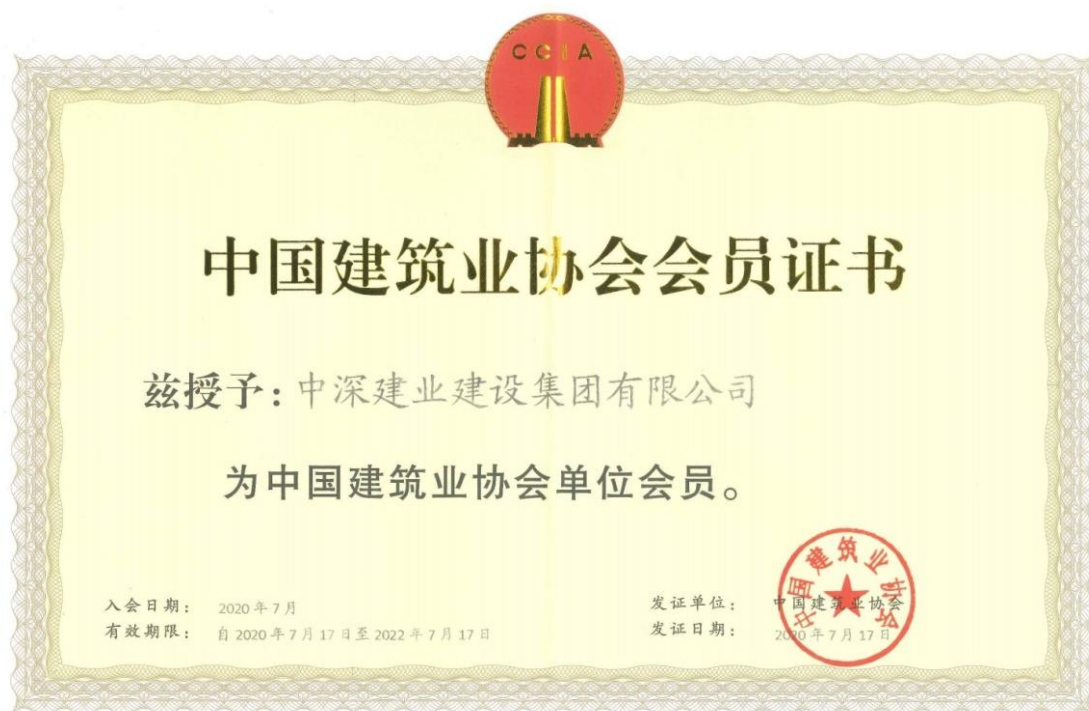 CCIA
中国建筑业协会会员证书
兹授予：中深建业建设集团有限公司
为中国建筑业协会单位会员。
入会日期： 2020年7月
有效期限： 自2020年7月17日至2022年7月17日
发证单位： 中国建筑业协会
发证日期： 2020年7月17日
中国建筑业协会